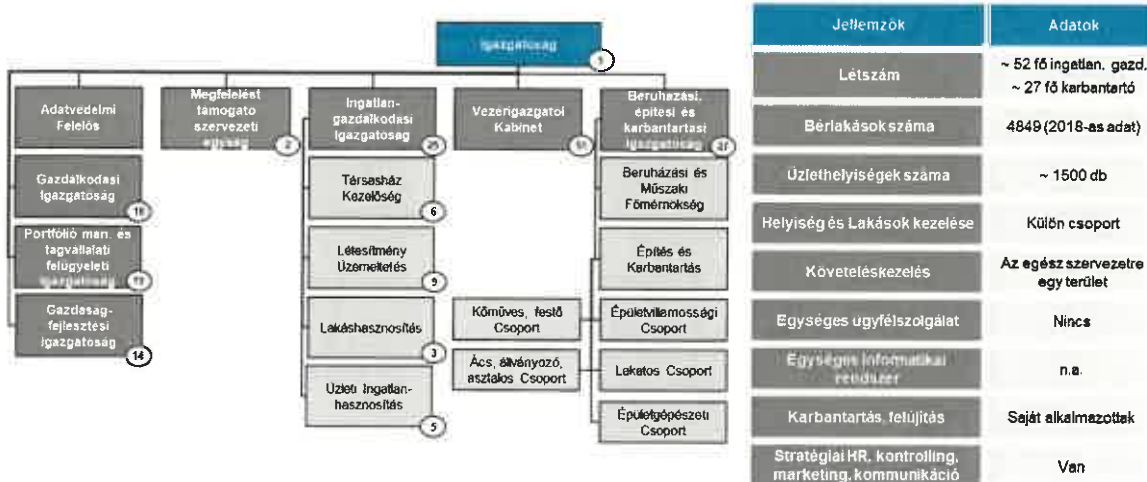 Igazgatóság
1
Adatvédelmi
Felelős
Megfelelést
támogató
szervezeti
egység
2
Ingatlan-
gazdálkodási
Igazgatóság
Vezérigazgatói
Kabinet
Beruházási,
építési és
karbantartási
Igazgatóság
27
Gazdálkodási
Igazgatóság
Portfólió man. és
tagvállalati
felügyeleti
Igazgatóság
Gazdaság-
fejlesztési
Igazgatóság
14
Társasház
Kezelőség
6
Létesítmény
Üzemeltetés
9
Lakáshasznosítás
3
Üzleti Ingatlan-
hasznosítás
5
Beruházási és
Műszaki
Főmérnökség
Építés és
Karbantartás
Kőműves, festő
Csoport
Épületvillamossági
Csoport
Ács, állványozó,
asztalos Csoport
Lakatos Csoport
Épületgépészeti
Csoport
Jellemzők Adatok
Létszám ~ 52 fő ingatlan. gazd.
~ 27 fő karbantartó
Bérlakások száma 4849 (2018-as adat)
Üzlethelyiségek száma ~ 1500 db
Helyiség és Lakások kezelése Külön csoport
Követeléskezelés Az egész szervezetre
egy terület
Egységes ügyfélszolgálat Nincs
Egységes informatikai
rendszer n.a.
Karbantartás, felújítás Saját alkalmazottak
Stratégiai HR, kontrolling,
marketing, kommunikáció Van